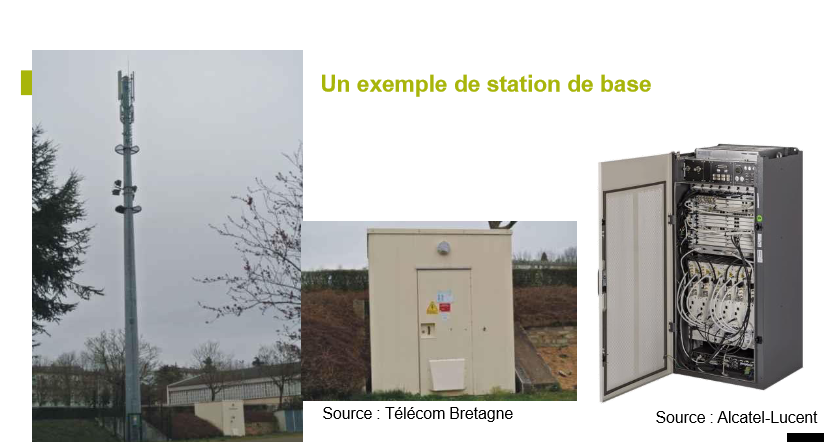 Un exemple de station de base
Source : Télécom Bretagne
Source : Alcatel-Lucent